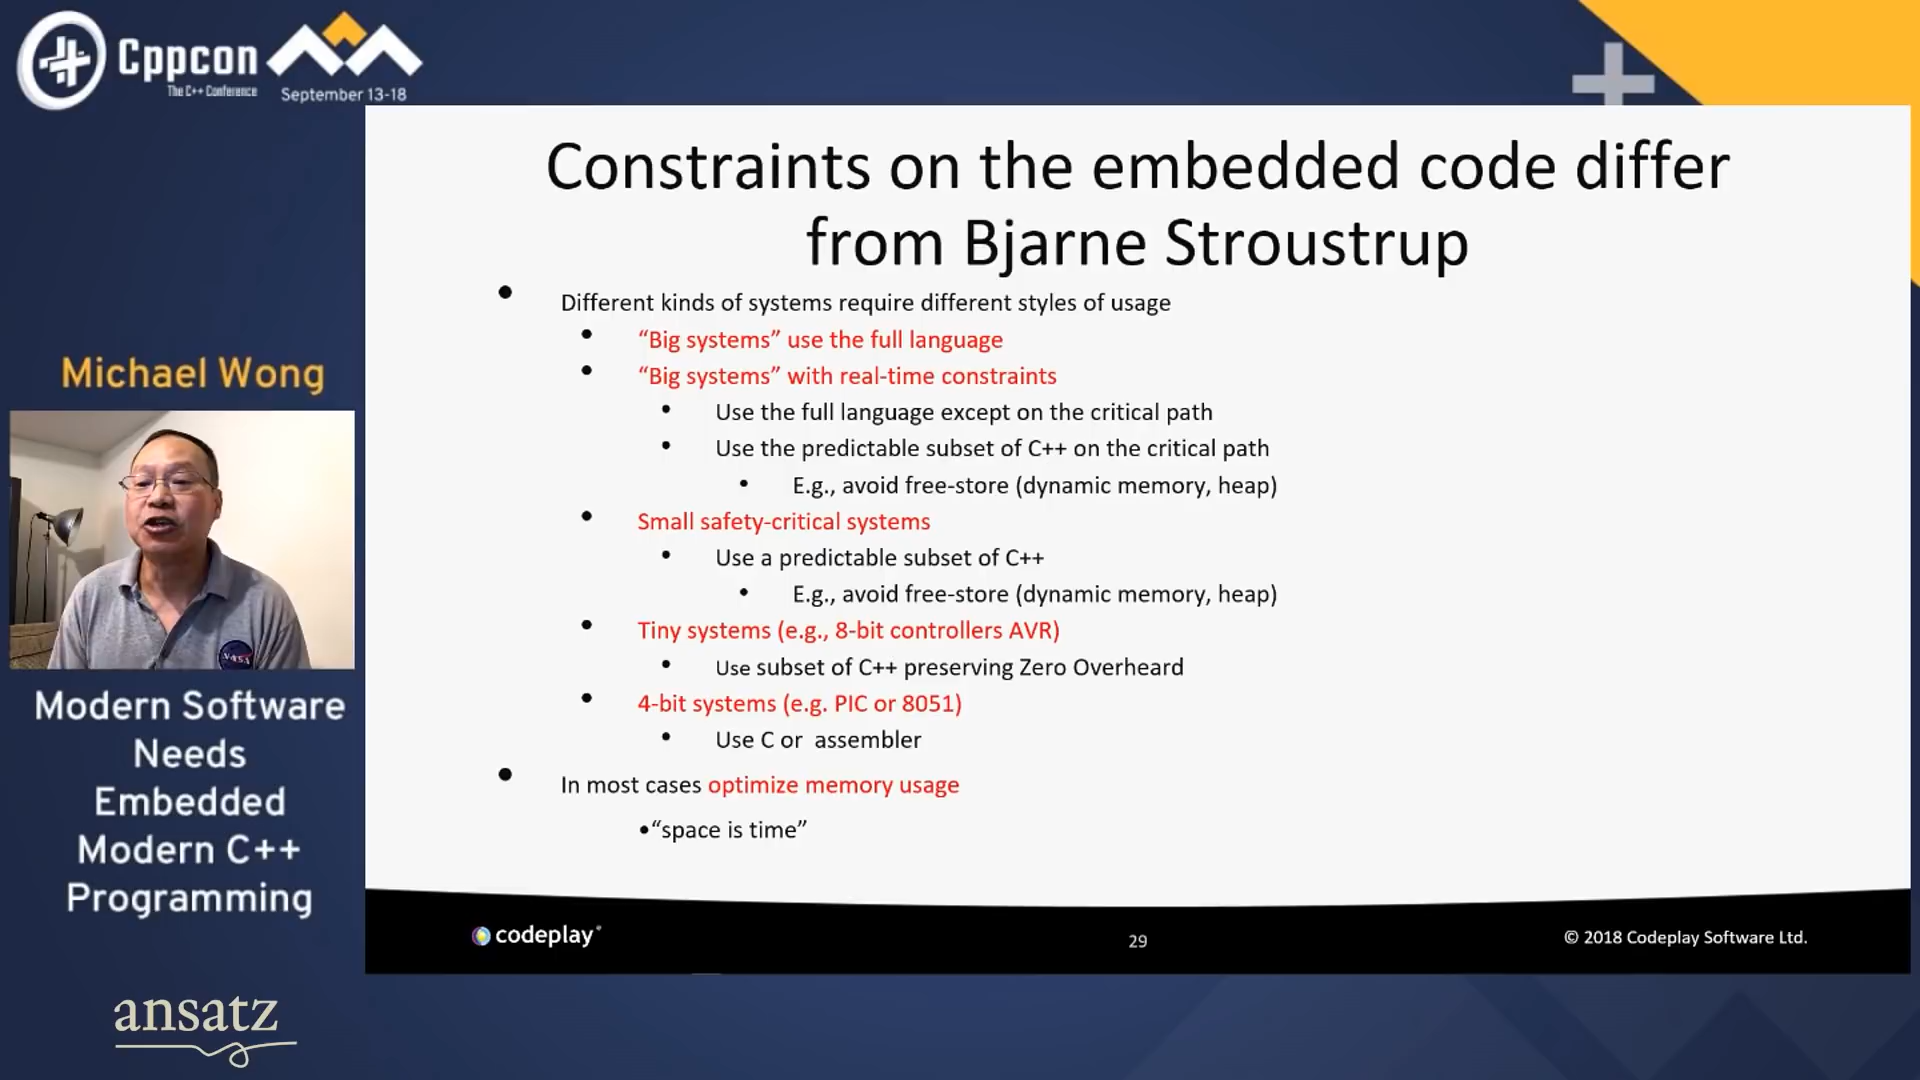 Cppcon
The C++ Conference
September 13-18
Constraints on the embedded code differ
from Bjarne Stroustrup
• Different kinds of systems require different styles of usage
• “Big systems” use the full language
• “Big systems” with real-time constraints
• Use the full language except on the critical path
• Use the predictable subset of C++ on the critical path
• E.g., avoid free-store (dynamic memory, heap)
• Small safety-critical systems
• Use a predictable subset of C++
• E.g., avoid free-store (dynamic memory, heap)
• Tiny systems (e.g., 8-bit controllers AVR)
• Use subset of C++ preserving Zero Overheard
• 4-bit systems (e.g. PIC or 8051)
• Use C or assembler
• In most cases optimize memory usage
•“space is time”
codeplay
29
© 2018 Codeplay Software Ltd.
Michael Wong
NASA
Modern Software
Needs
Embedded
Modern C++
Programming
ansatz